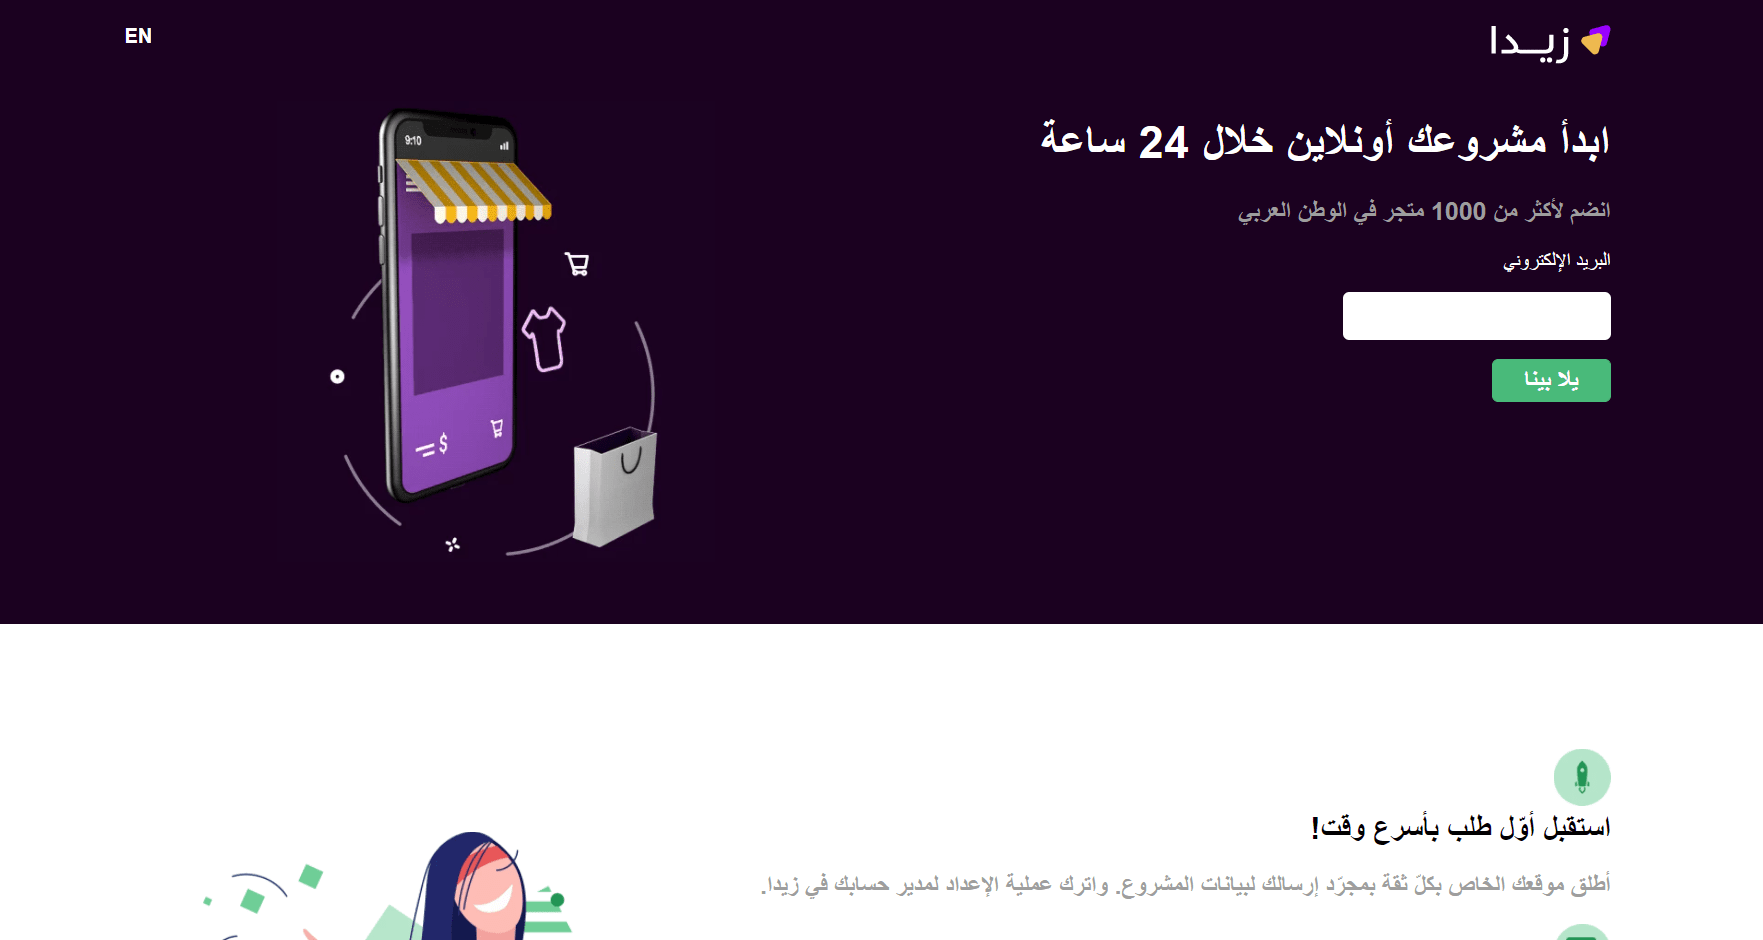 زيـدا
EN
ابدأ مشروعك أونلاين خلال 24 ساعة
انضم لأكثر من 1000 متجر في الوطن العربي
البريد الإلكتروني
يلا بينا
9:10
$
استقبل أوّل طلب بأسرع وقت!
أطلق موقعك الخاص بكلّ ثقة بمجرّد إرسالك لبيانات المشروع. واترك عملية الإعداد لمدير حسابك في زيدا.